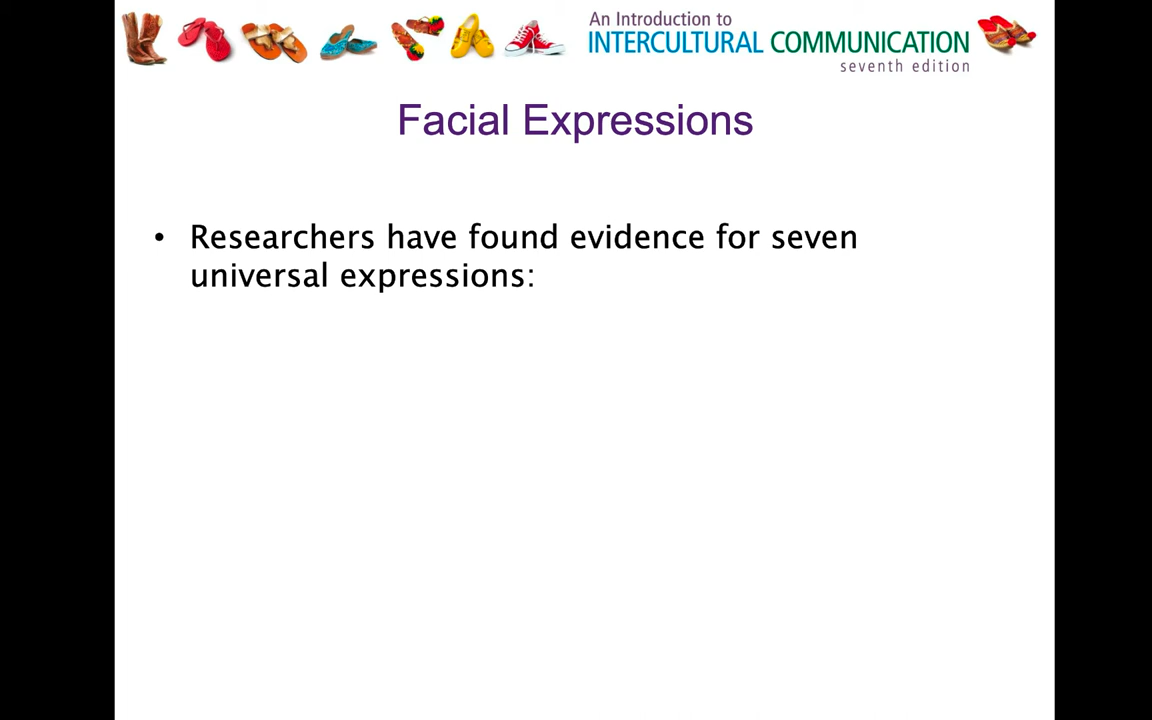 An Introduction to
INTERCULTURAL COMMUNICATION
seventh edition
Facial Expressions
• Researchers have found evidence for seven
universal expressions: